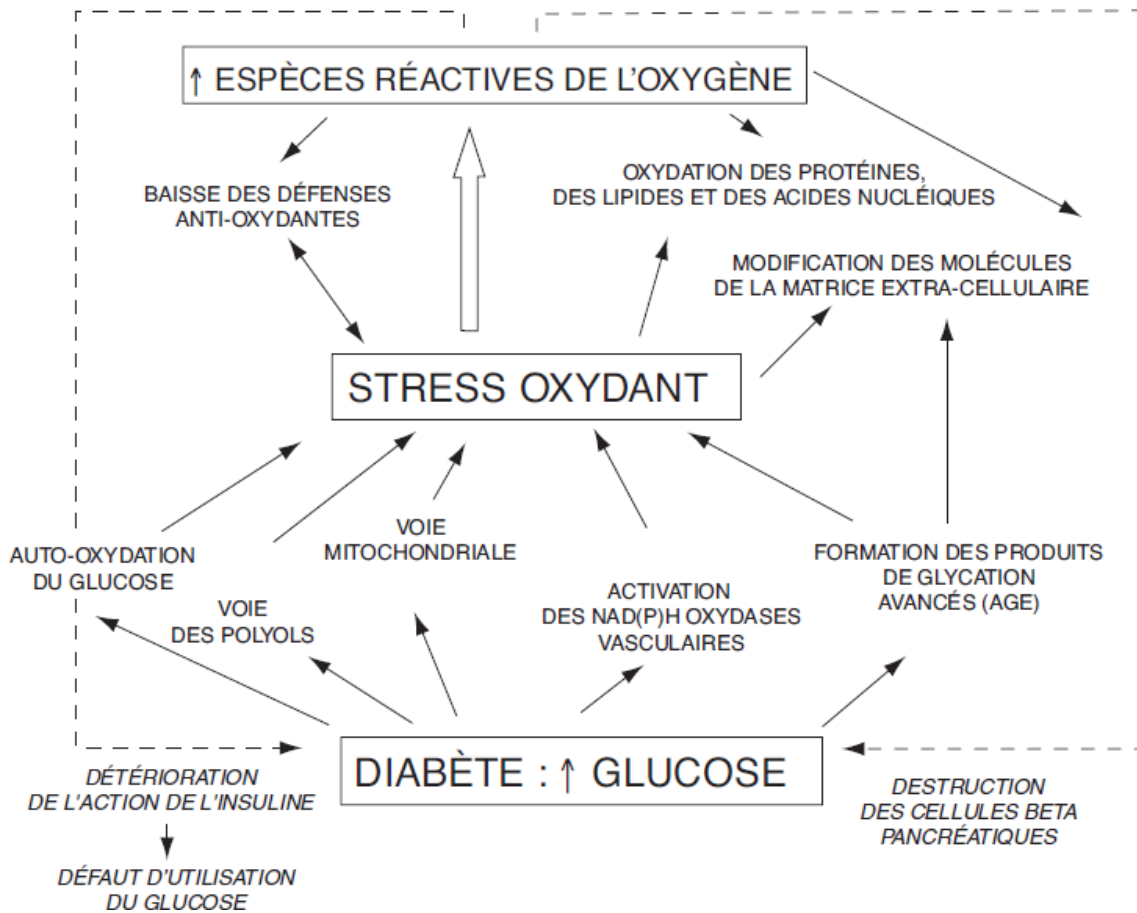 ↑ ESPÈCES RÉACTIVES DE L'OXYGÈNE
BAISSE DES DÉFENSES
ANTI-OXYDANTES
OXYDATION DES PROTÉINES,
DES LIPIDES ET DES ACIDES NUCLÉIQUES
MODIFICATION DES MOLÉCULES
DE LA MATRICE EXTRA-CELLULAIRE
STRESS OXYDANT
AUTO-OXYDATION
DU GLUCOSE
VOIE
DES POLYOLS
VOIE
MITOCHONDRIALE
ACTIVATION
DES NAD(P)H OXYDASES
VASCULAIRES
FORMATION DES PRODUITS
DE GLYCATION
AVANCÉS (AGE)
DIABÈTE : ↑ GLUCOSE
DÉTÉRIORATION
DE L'ACTION DE L'INSULINE
DÉFAUT D'UTILISATION
DU GLUCOSE
DESTRUCTION
DES CELLULES BETA
PANCRÉATIQUES